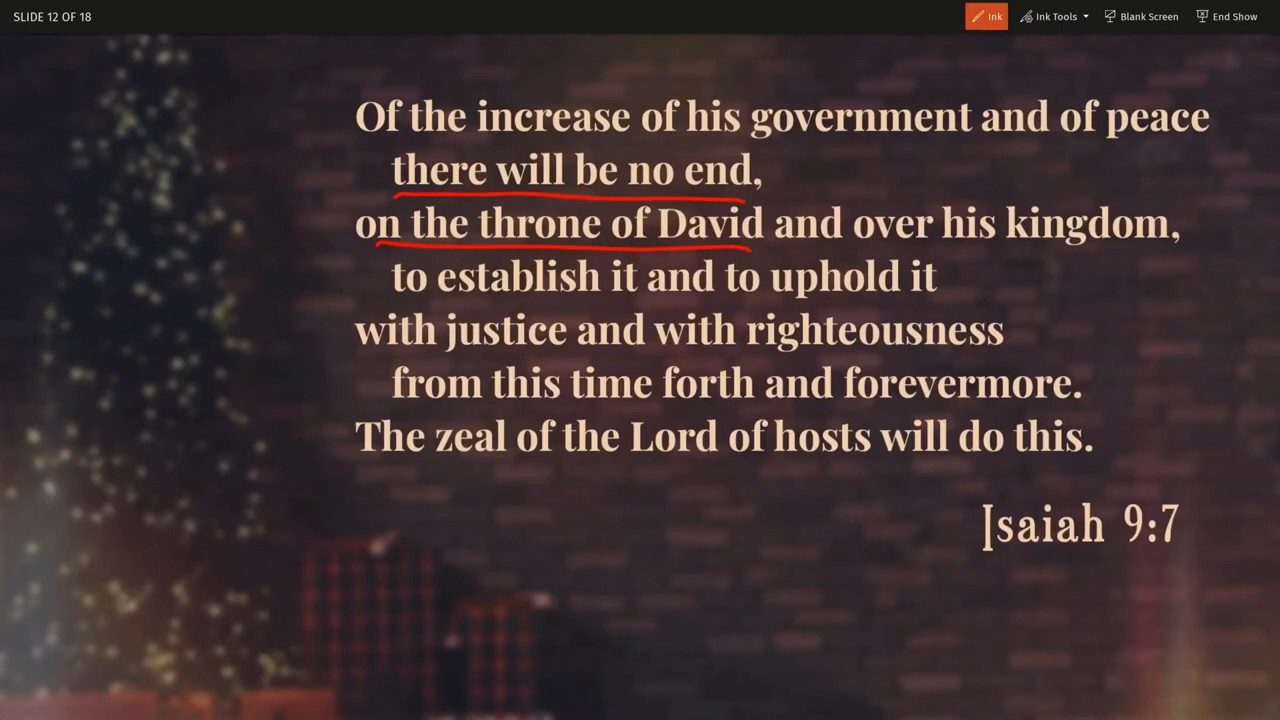 SLIDE 12 OF 18
Ink
Ink Tools
Blank Screen
End Show
Of the increase of his government and of peace
there will be no end,
on the throne of David and over his kingdom,
to establish it and to uphold it
with justice and with righteousness
from this time forth and forevermore.
The zeal of the Lord of hosts will do this.
Isaiah 9:7